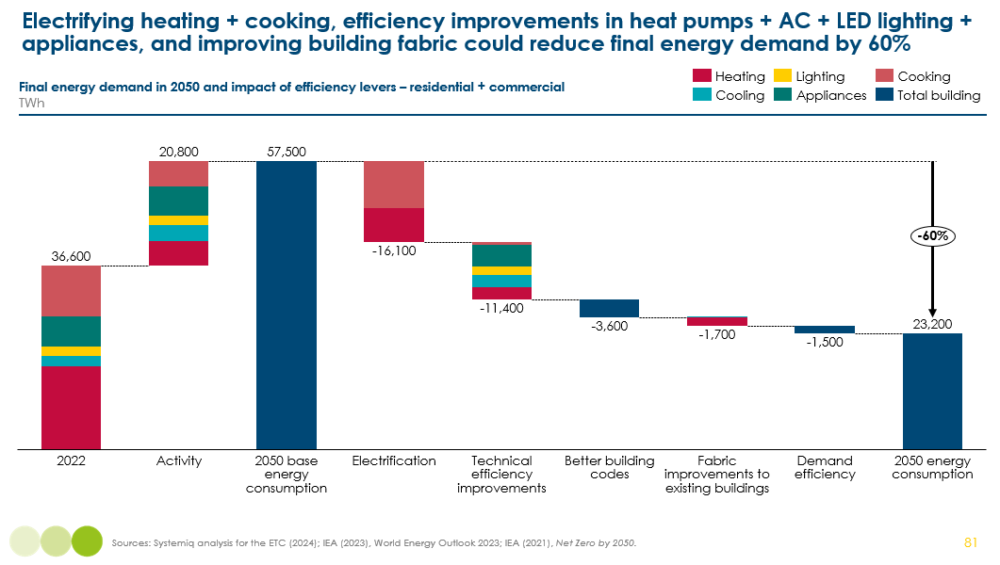 Electrifying heating + cooking, efficiency improvements in heat pumps + AC + LED lighting +
appliances, and improving building fabric could reduce final energy demand by 60%
Final energy demand in 2050 and impact of efficiency levers – residential + commercial
TWh
Heating
Lighting
Cooking
Cooling
Appliances
Total building
36,600
20,800
57,500
-16,100
-11,400
-3,600
-1,700
-1,500
23,200
-60%
2022
Activity
2050 base
energy
consumption
Electrification
Technical
efficiency
improvements
Better building
codes
Fabric
improvements to
existing buildings
Demand
efficiency
2050 energy
consumption
Sources: Systemiq analysis for the ETC (2024); IEA (2023), World Energy Outlook 2023; IEA (2021), Net Zero by 2050.
81